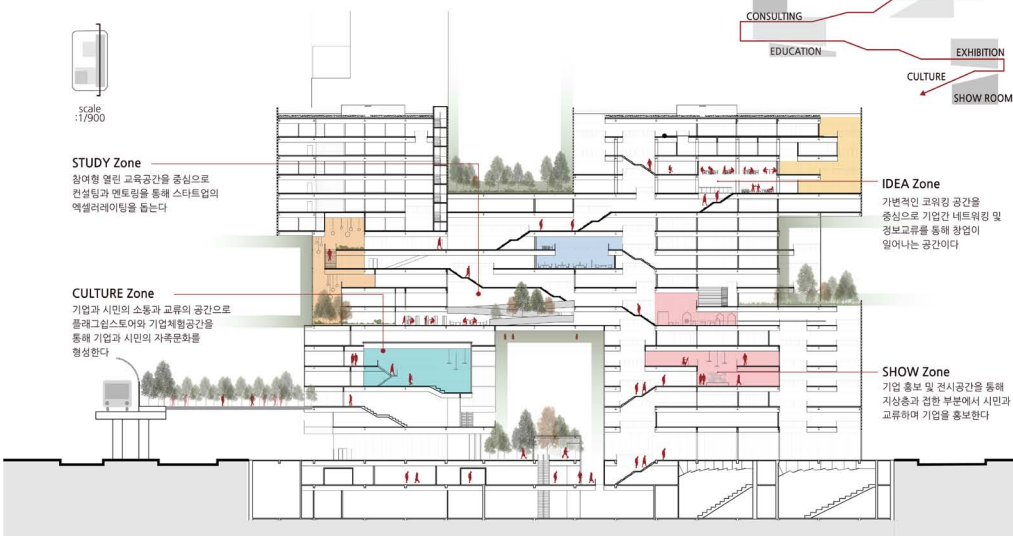 CONSULTING
EDUCATION
EXHIBITION
CULTURE
SHOW ROOM
scale
:1/900
STUDY Zone
참여형 열린 교육공간을 중심으로
컨설팅과 멘토링을 통해 스타트업의
엑셀러레이팅을 돕는다
IDEA Zone
가변적인 코워킹 공간을
중심으로 기업간 네트워킹 및
정보교류를 통해 창업이
일어나는 공간이다
CULTURE Zone
기업과 시민의 소통과 교류의 공간으로
플래그쉽스토어와 기업체험공간을
통해 기업과 시민의 자족문화를
형성한다
SHOW Zone
기업 홍보 및 전시공간을 통해
지상층과 접한 부분에서 시민과
교류하며 기업을 홍보한다